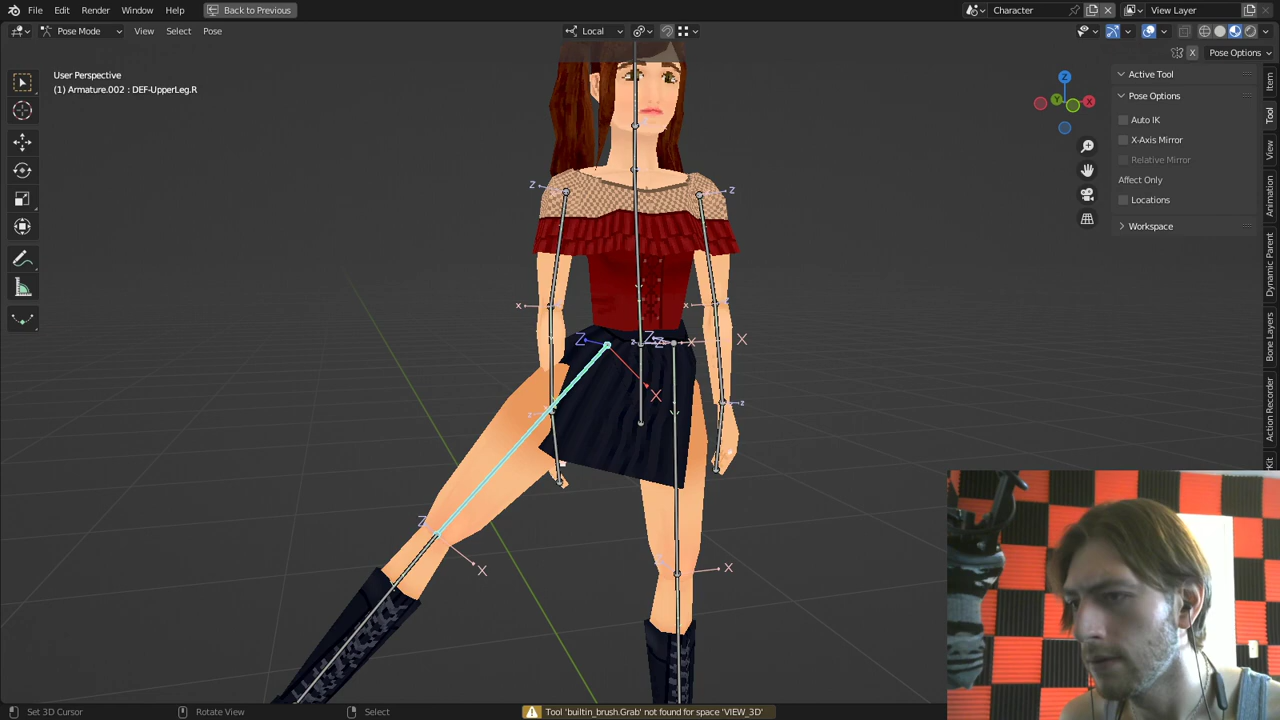 File Edit Render Window Help Back to Previous Character View Layer
Pose Mode View Select Pose Local
X Pose Options
User Perspective
(1) Armature.002 : DEF-UpperLeg.R
Active Tool
Pose Options
Auto IK
X-Axis Mirror
Relative Mirror
Affect Only
Locations
Workspace
Item
Tool
View
Animation
Dynamic Parent
Bone Layers
Action Recorder
Kit
Z
Y
X
Z
Z
X
X
Z
Z
X
X
Z
X
Z
Z
Z
X
X
Set 3D Cursor Rotate View Select Tool 'builtin_brush.Grab' not found for space 'VIEW_3D'